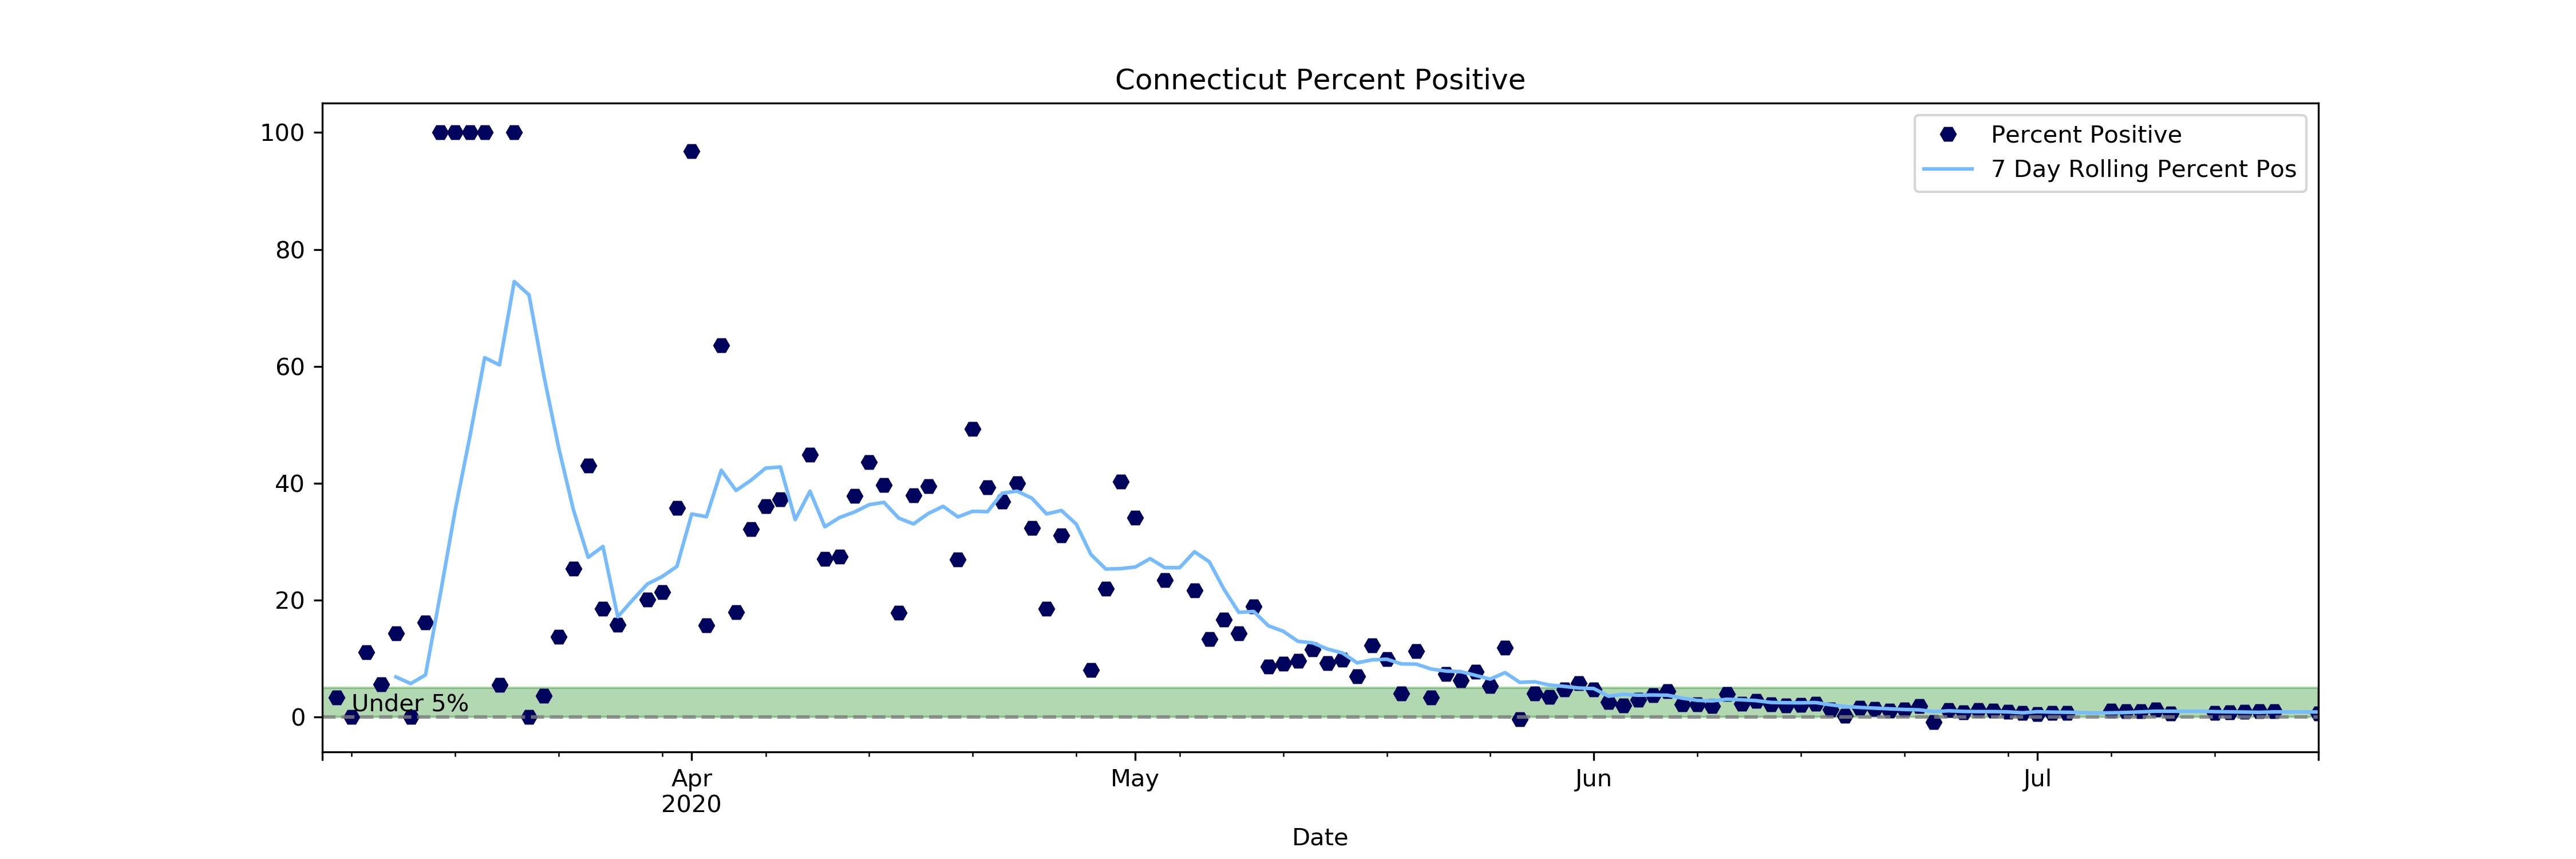 Connecticut Percent Positive
100
80
60
40
20
0
Percent Positive
7 Day Rolling Percent Pos
Under 5%
Apr
2020
May
Jun
Jul
Date